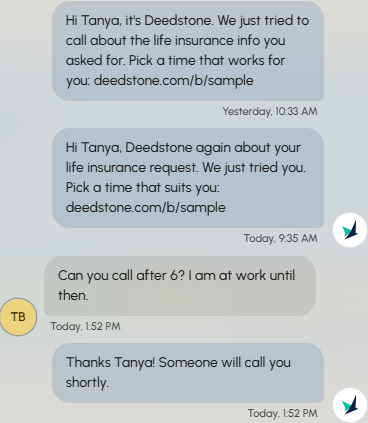 Hi Tanya, it's Deedstone. We just tried to
call about the life insurance info you
asked for. Pick a time that works for
you: deedstone.com/b/sample
Yesterday, 10:33 AM
Hi Tanya, Deedstone again about your
life insurance request. We just tried you.
Pick a time that suits you:
deedstone.com/b/sample
Today, 9:35 AM
Can you call after 6? I am at work until
then.
TB
Today, 1:52 PM
Thanks Tanya! Someone will call you
shortly.
Today, 1:52 PM